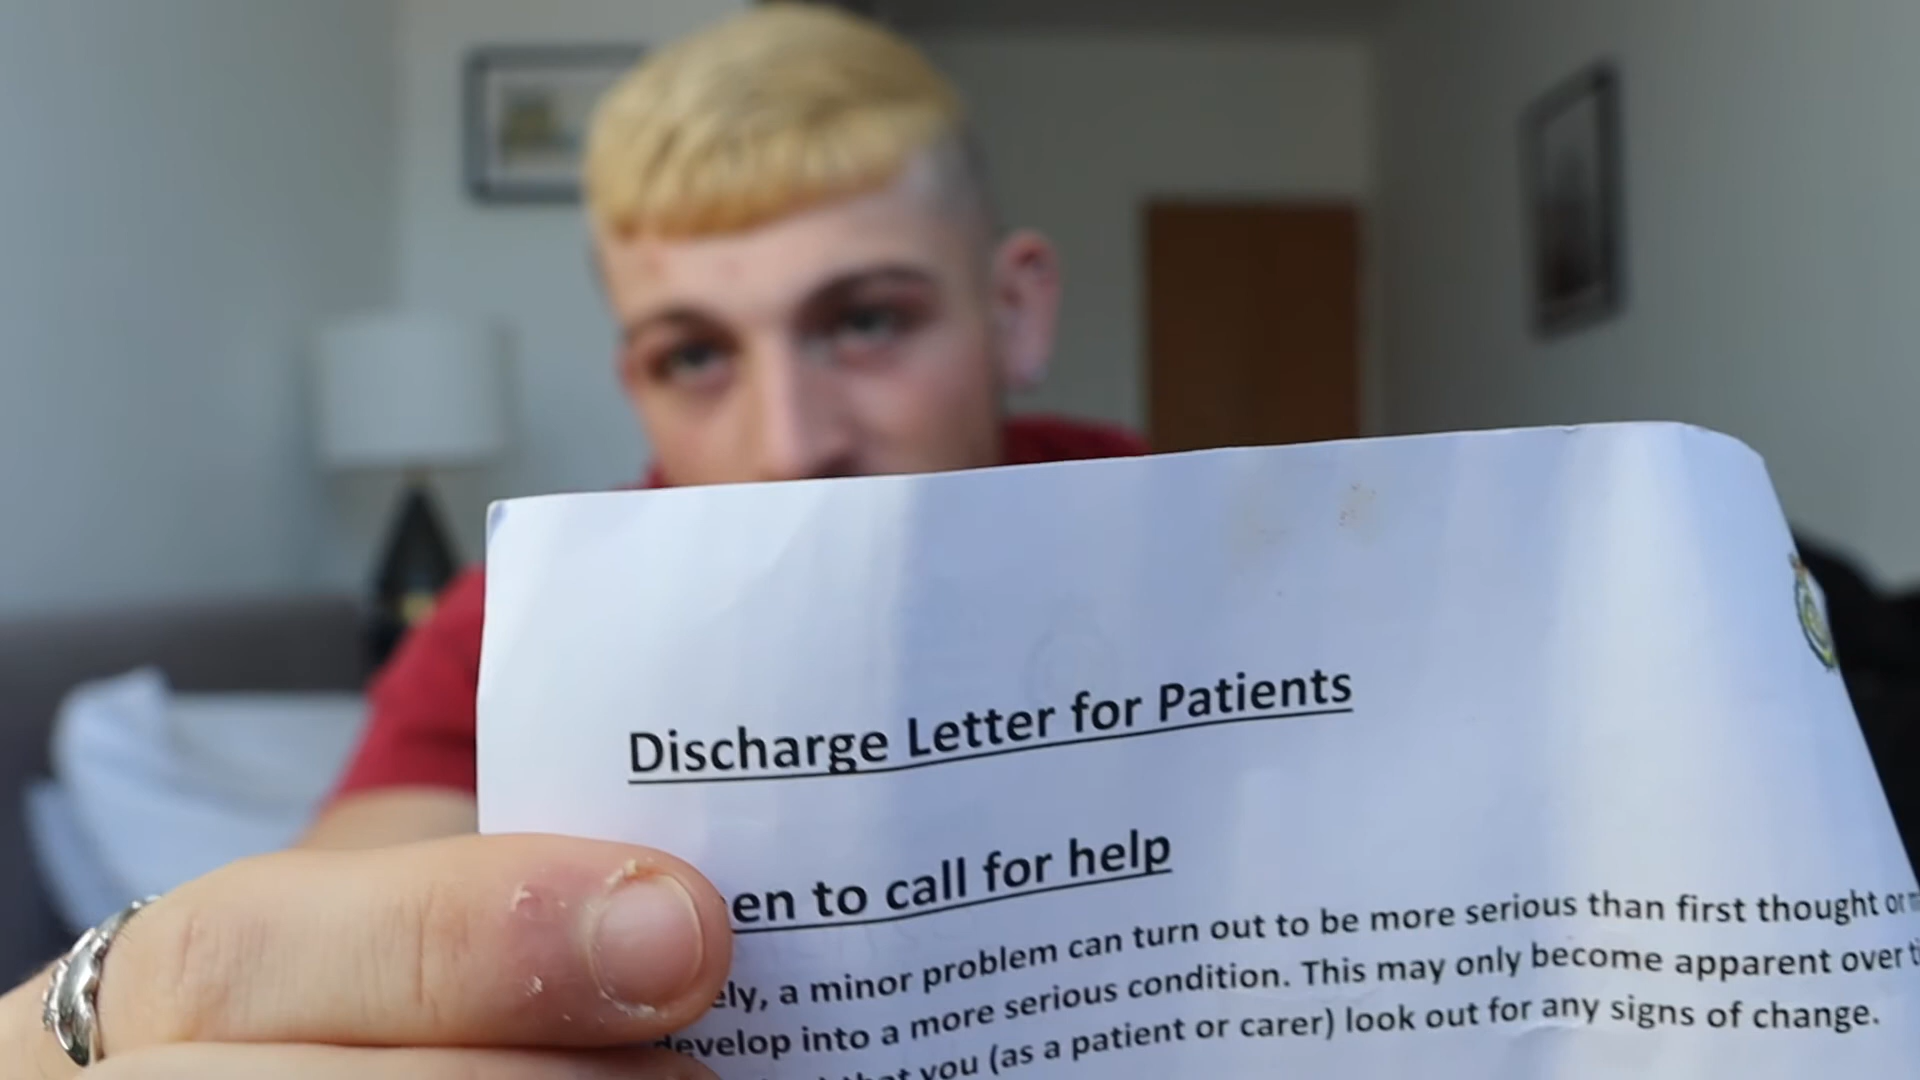 Discharge Letter for Patients
en to call for help
ely, a minor problem can turn out to be more serious than first thought or
develop into a more serious condition. This may only become apparent over
that you (as a patient or carer) look out for any signs of change.